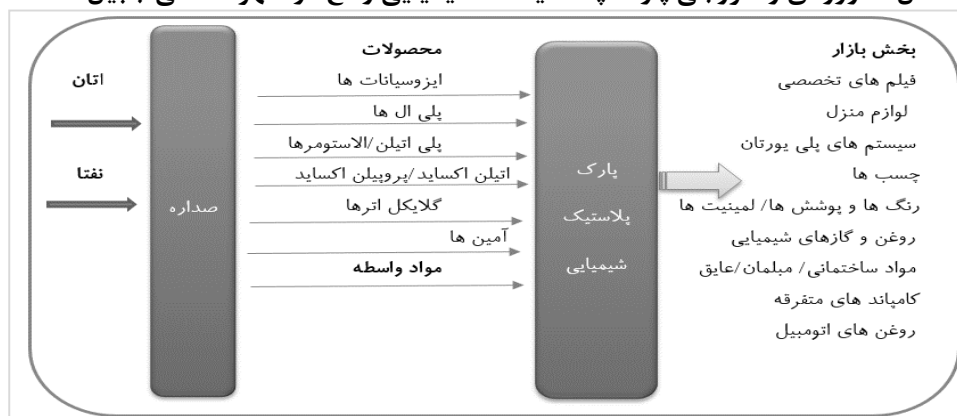 محصولات
ایزوسیانات ها
پلی ال ها
پلی اتیلن/الاستومرها
اتیلن اکساید/پروپیلن اکساید
گلایکل اترها
آمین ها
مواد واسطه
بخش بازار
فیلم های تخصصی
لوازم منزل
سیستم های پلی یورتان
چسب ها
رنگ ها و پوشش ها/ لمینیت ها
روغن و گازهای شیمیایی
مواد ساختمانی/ مبلمان/عایق
کامپاند های متفرقه
روغن های اتومبیل
اتان
نفتا
صداره
پارک
پلاستیک
شیمیایی